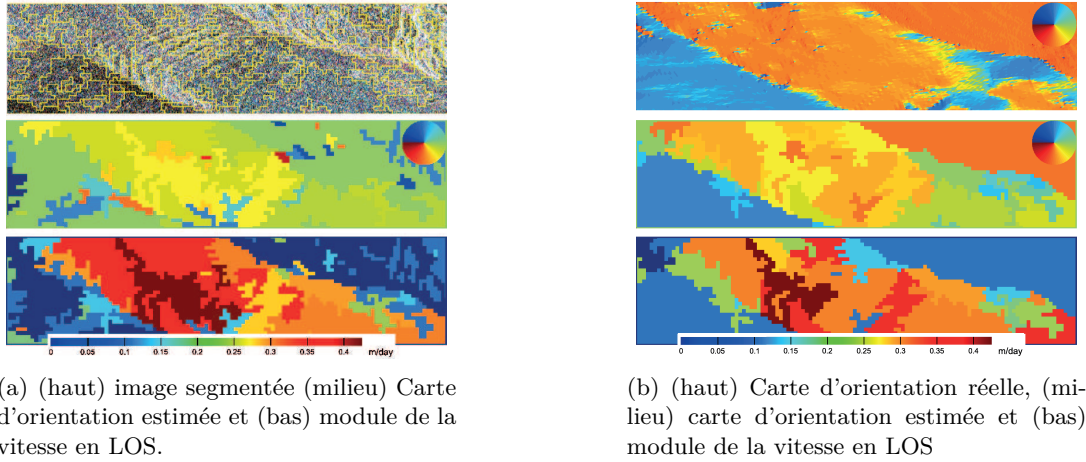 0 0.05 0.1 0.15 0.2 0.25 0.3 0.35 0.4 m/day
(a) (haut) image segmentée (milieu) Carte
d'orientation estimée et (bas) module de la
vitesse en LOS.
0 0.05 0.1 0.15 0.2 0.25 0.3 0.35 0.4 m/day
(b) (haut) Carte d'orientation réelle, (mi-
lieu) carte d'orientation estimée et (bas)
module de la vitesse en LOS